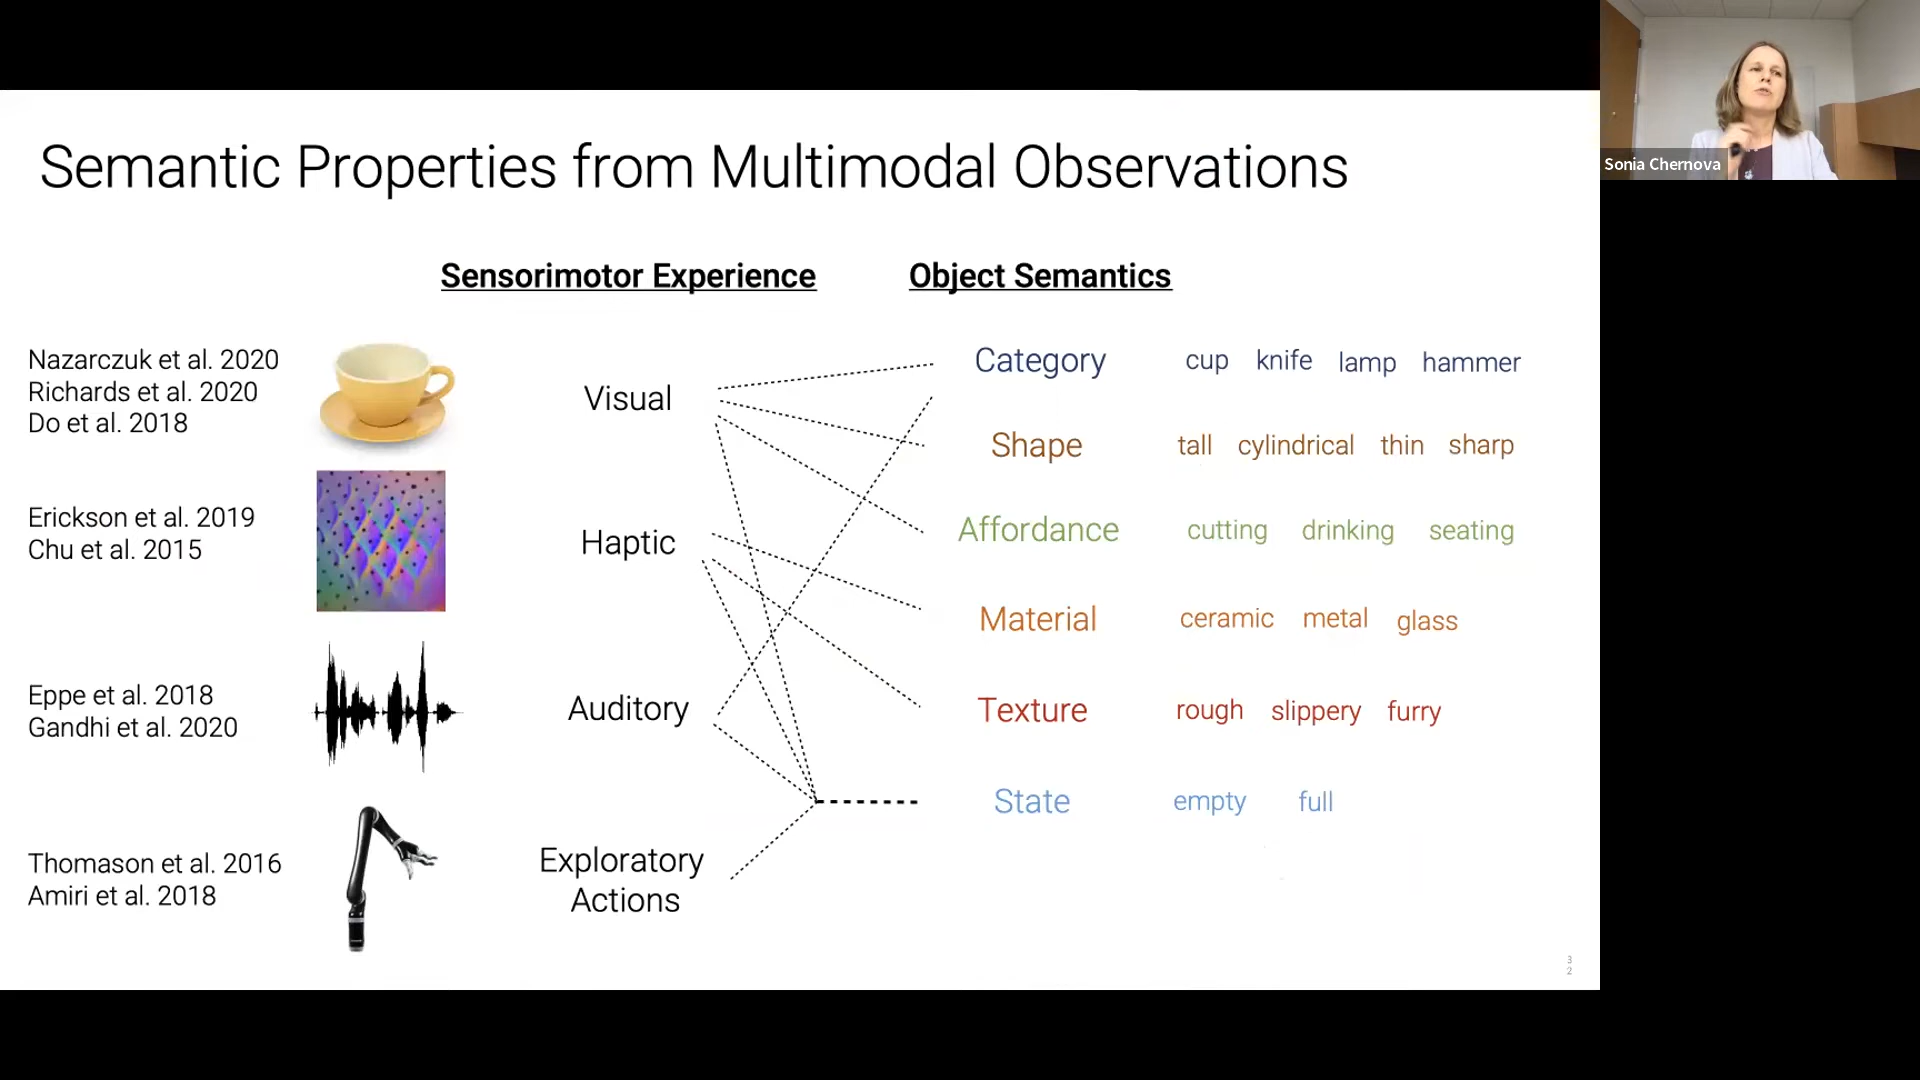 Semantic Properties from Multimodal Observations
Sonia Chernova
Sensorimotor Experience
Object Semantics
Nazarczuk et al. 2020
Richards et al. 2020
Do et al. 2018
Visual
Category
cup knife lamp hammer
Shape
tall cylindrical thin sharp
Erickson et al. 2019
Chu et al. 2015
Haptic
Affordance
cutting drinking seating
Material
ceramic metal glass
Eppe et al. 2018
Gandhi et al. 2020
Auditory
Texture
rough slippery furry
State
empty full
Thomason et al. 2016
Amiri et al. 2018
Exploratory
Actions
3
2